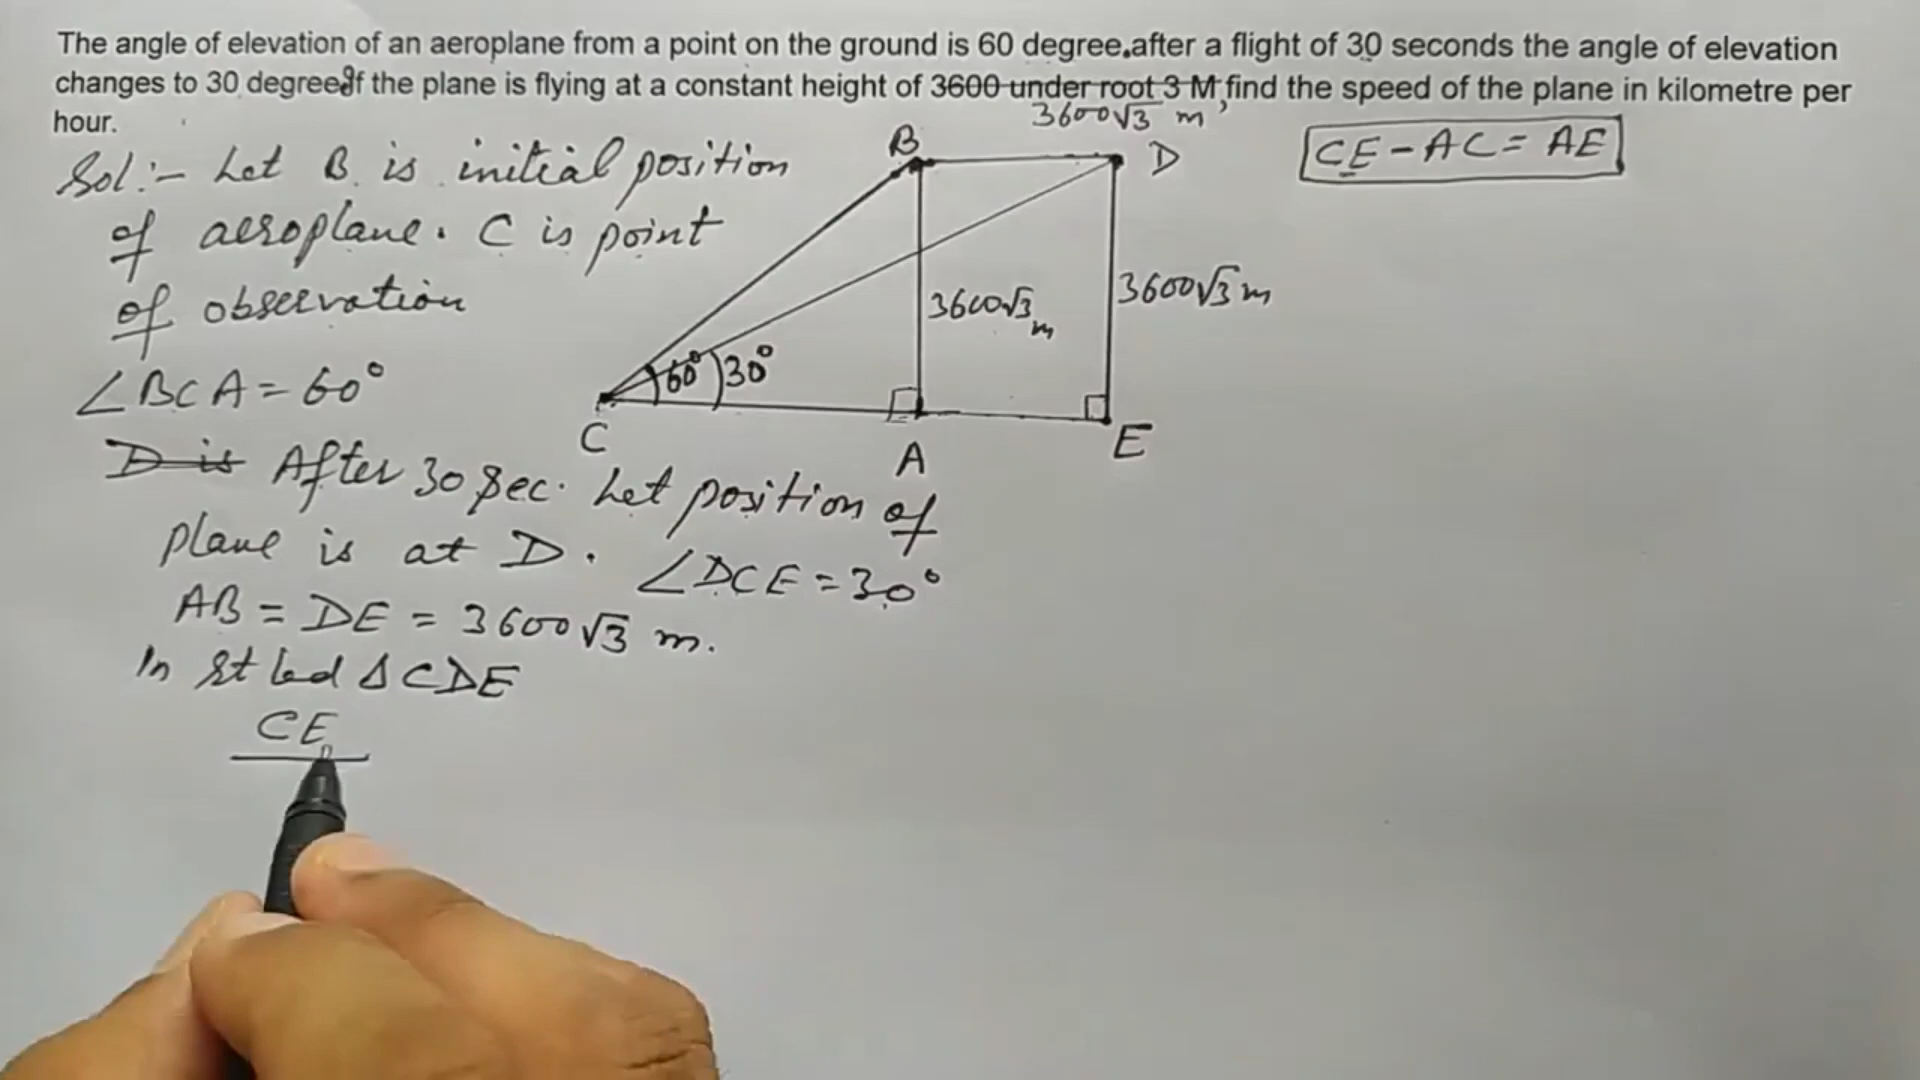 The angle of elevation of an aeroplane from a point on the ground is 60 degree.after a flight of 30 seconds the angle of elevation
changes to 30 degree.If the plane is flying at a constant height of 3600 under root 3 M,find the speed of the plane in kilometre per
hour.
3600√3 m,
Sol:- Let B is initial position
of aeroplane. C is point
of observation
∠BCA = 60°
D is After 30 sec. Let position of
plane is at D. ∠DCE = 30°
AB = DE = 3600√3 m.
In rt led Δ CDE
CE
B
D
3600√3 m
3600√3 m
60°
30°
C
A
E
CE - AC = AE